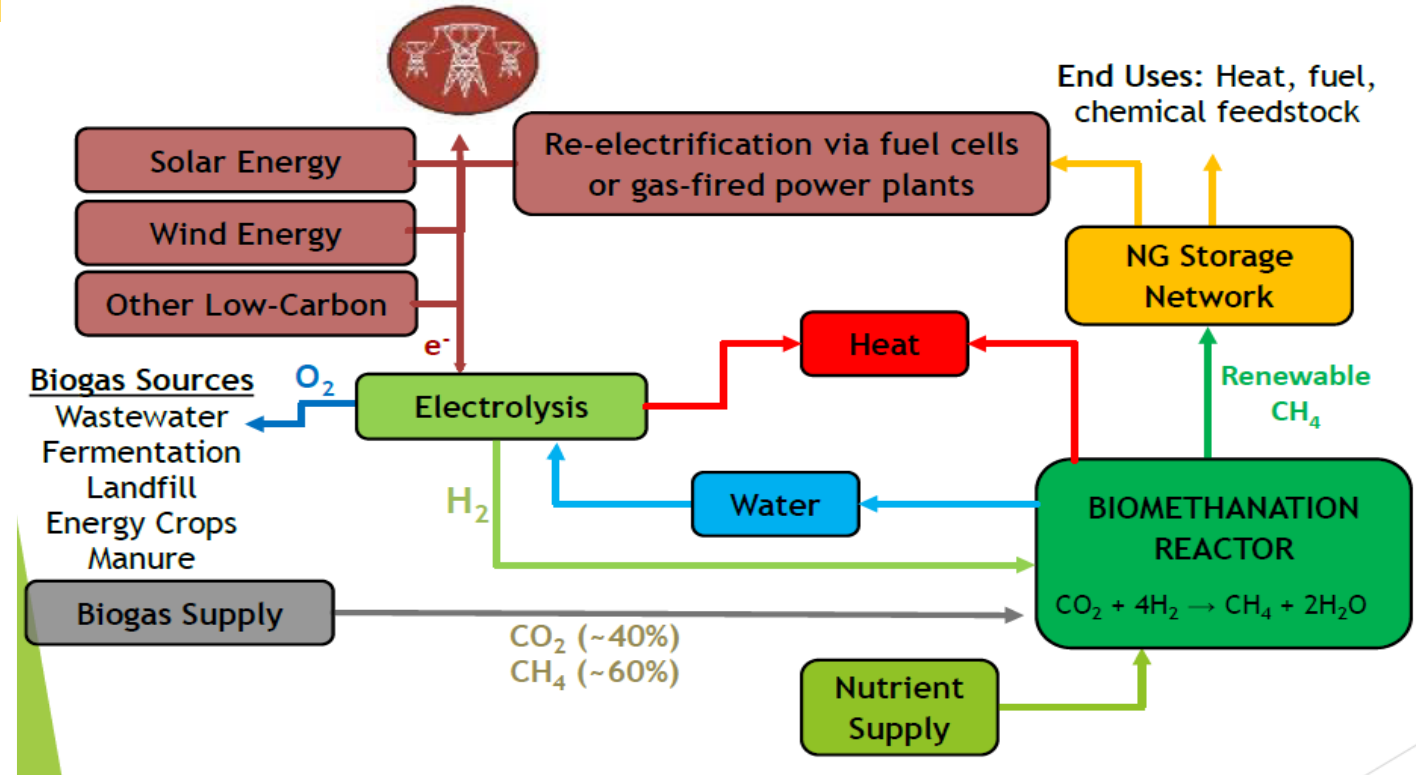 End Uses: Heat, fuel,
chemical feedstock
Solar Energy
Re-electrification via fuel cells
or gas-fired power plants
Wind Energy
NG Storage
Network
Other Low-Carbon
e⁻
Heat
Biogas Sources
Wastewater
Fermentation
Landfill
Energy Crops
Manure
O₂
Electrolysis
Renewable
CH₄
H₂
Water
BIOMETHANATION
REACTOR
CO₂ + 4H₂ → CH₄ + 2H₂O
Biogas Supply
CO₂ (~40%)
CH₄ (~60%)
Nutrient
Supply